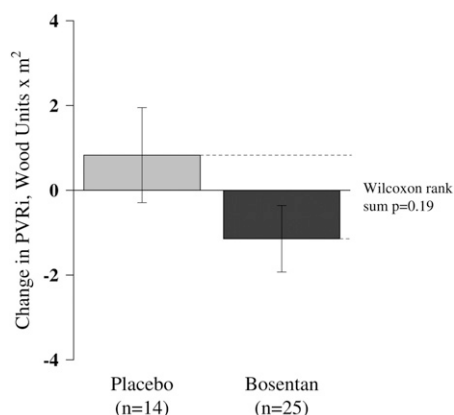 4
2
0
-2
-4
Change in PVRi, Wood Units x m²
Wilcoxon rank
sum p=0.19
Placebo
(n=14)
Bosentan
(n=25)